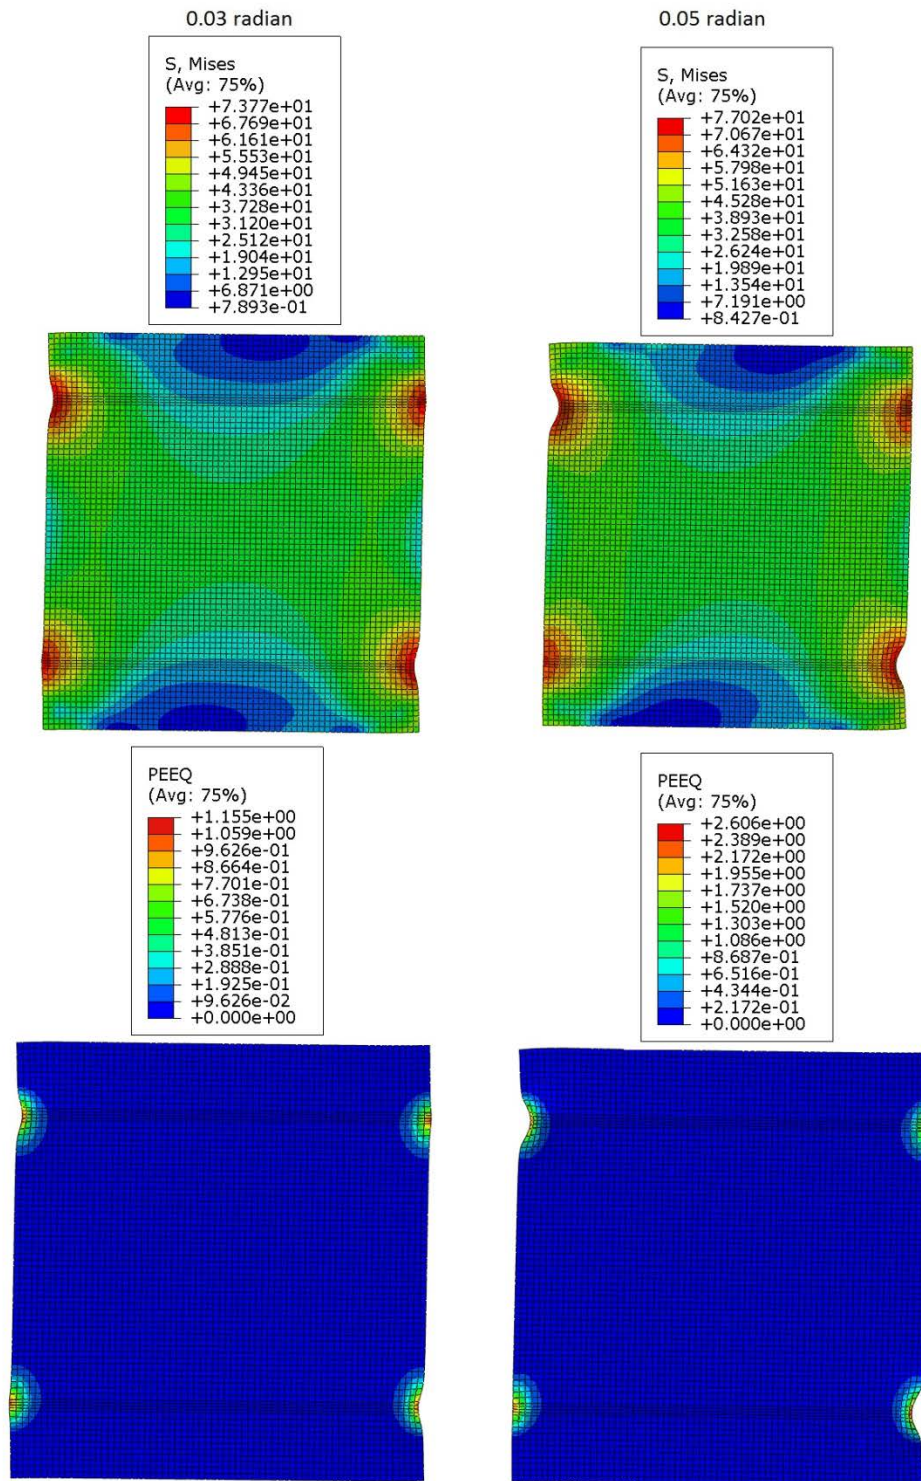 0.03 radian
0.05 radian
S, Mises
(Avg: 75%)
+7.377e+01
+6.769e+01
+6.161e+01
+5.553e+01
+4.945e+01
+4.336e+01
+3.728e+01
+3.120e+01
+2.512e+01
+1.904e+01
+1.295e+01
+6.871e+00
+7.893e-01
S, Mises
(Avg: 75%)
+7.702e+01
+7.067e+01
+6.432e+01
+5.798e+01
+5.163e+01
+4.528e+01
+3.893e+01
+3.258e+01
+2.624e+01
+1.989e+01
+1.354e+01
+7.191e+00
+8.427e-01
PEEQ
(Avg: 75%)
+1.155e+00
+1.059e+00
+9.626e-01
+8.664e-01
+7.701e-01
+6.738e-01
+5.776e-01
+4.813e-01
+3.851e-01
+2.888e-01
+1.925e-01
+9.626e-02
+0.000e+00
PEEQ
(Avg: 75%)
+2.606e+00
+2.389e+00
+2.172e+00
+1.955e+00
+1.737e+00
+1.520e+00
+1.303e+00
+1.086e+00
+8.687e-01
+6.516e-01
+4.344e-01
+2.172e-01
+0.000e+00